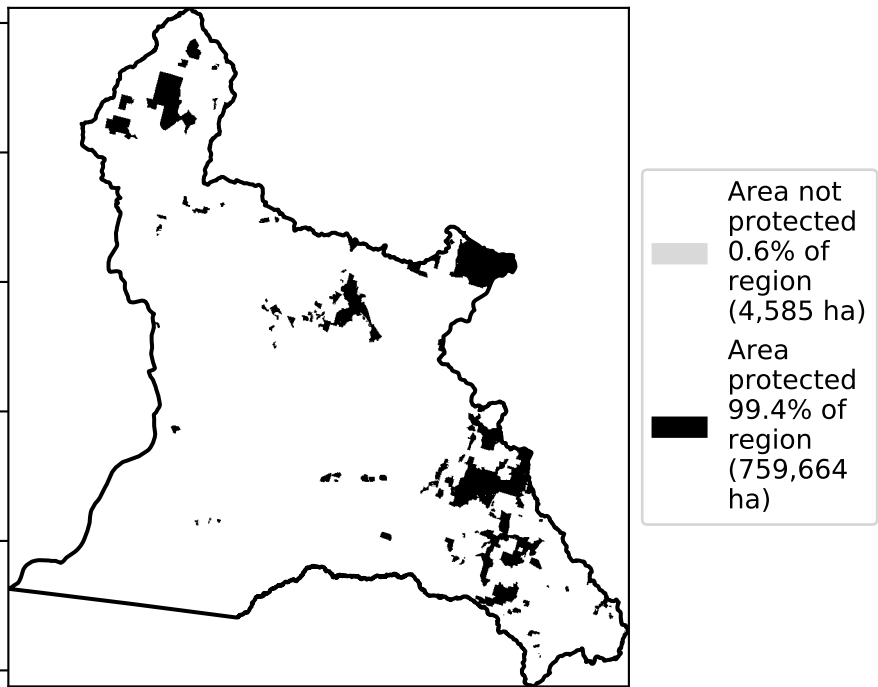 Area not
protected
0.6% of
region
(4,585 ha)
Area
protected
99.4% of
region
(759,664
ha)